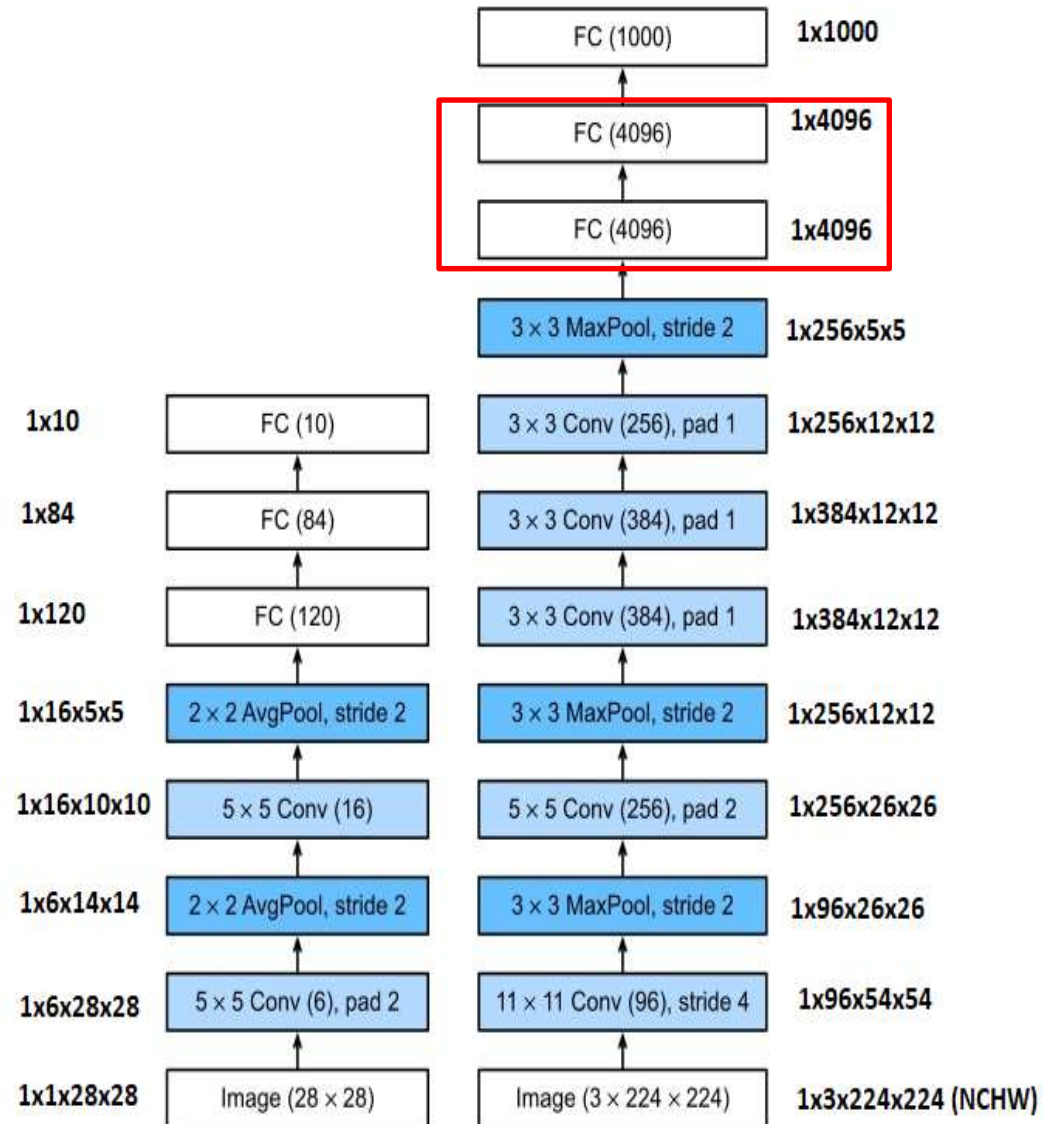 FC (1000) 1x1000
FC (4096) 1x4096
FC (4096) 1x4096
3 × 3 MaxPool, stride 2 1x256x5x5
1x10 FC (10) 3 × 3 Conv (256), pad 1 1x256x12x12
1x84 FC (84) 3 × 3 Conv (384), pad 1 1x384x12x12
1x120 FC (120) 3 × 3 Conv (384), pad 1 1x384x12x12
1x16x5x5 2 × 2 AvgPool, stride 2 3 × 3 MaxPool, stride 2 1x256x12x12
1x16x10x10 5 × 5 Conv (16) 5 × 5 Conv (256), pad 2 1x256x26x26
1x6x14x14 2 × 2 AvgPool, stride 2 3 × 3 MaxPool, stride 2 1x96x26x26
1x6x28x28 5 × 5 Conv (6), pad 2 11 × 11 Conv (96), stride 4 1x96x54x54
1x1x28x28 Image (28 × 28) Image (3 × 224 × 224) 1x3x224x224 (NCHW)